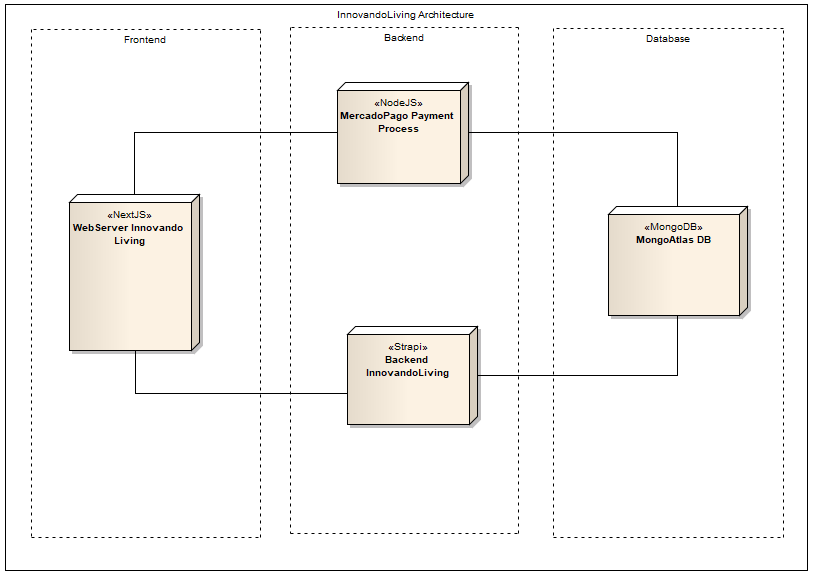 InnovandoLiving Architecture
Frontend
Backend
Database
«NodeJS»
MercadoPago Payment
Process
«NextJS»
WebServer Innovando
Living
«MongoDB»
MongoAtlas DB
«Strapi»
Backend
InnovandoLiving